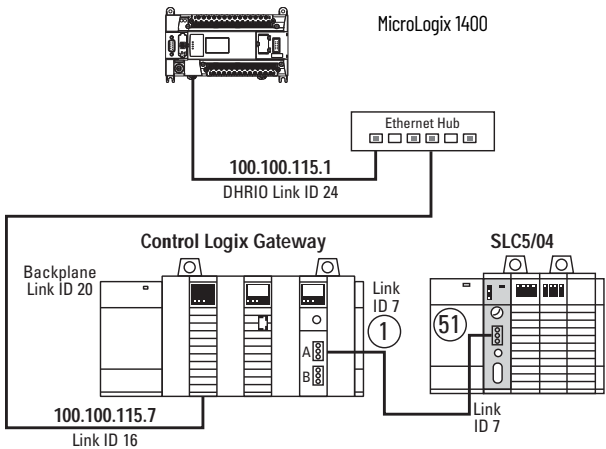 MicroLogix 1400
Ethernet Hub
100.100.115.1
DHRIO Link ID 24
Control Logix Gateway
SLC5/04
Backplane
Link ID 20
Link
ID 7
1
51
A
B
100.100.115.7
Link ID 16
Link
ID 7